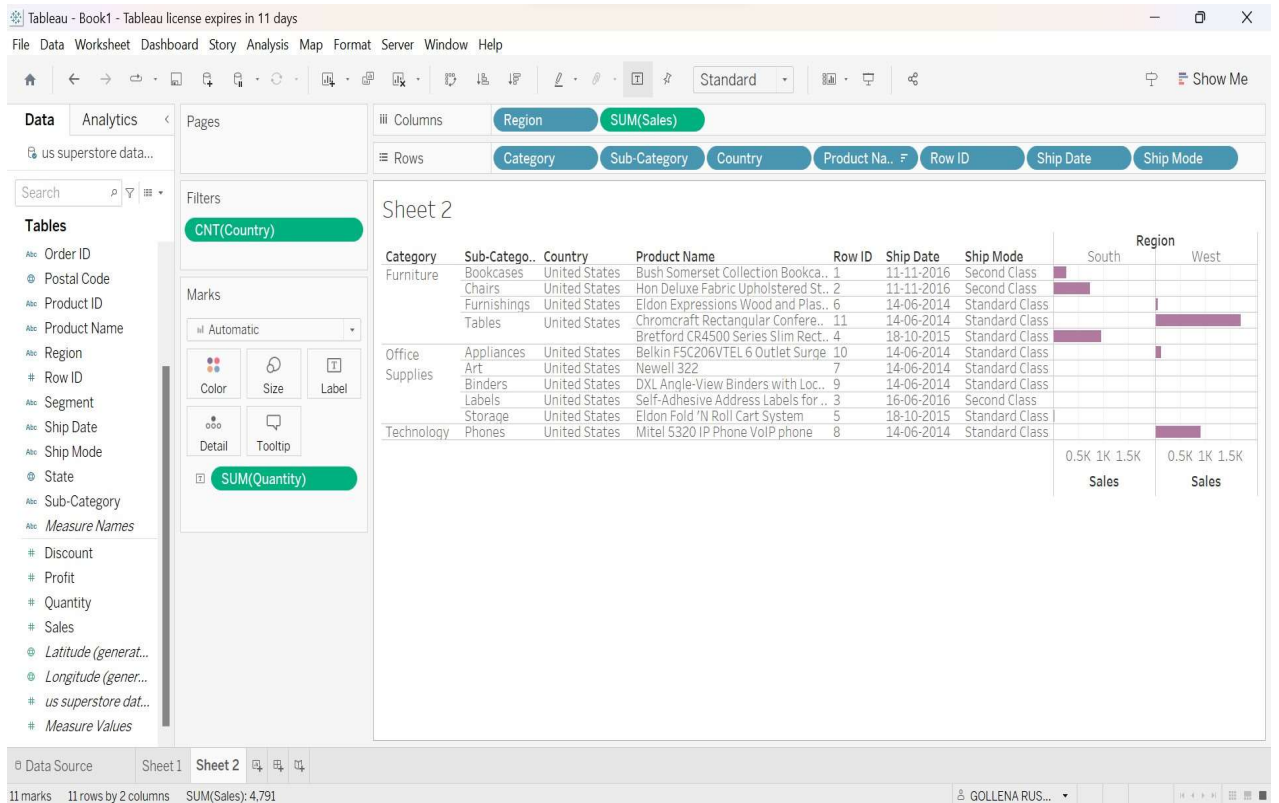 Tableau - Book1 - Tableau license expires in 11 days
File Data Worksheet Dashboard Story Analysis Map Format Server Window Help
Standard
Show Me
Data Analytics
us superstore data...
Search
Tables
Abc Order ID
Postal Code
Abc Product ID
Abc Product Name
Abc Region
# Row ID
Abc Segment
Abc Ship Date
Abc Ship Mode
State
Abc Sub-Category
Abc Measure Names
# Discount
# Profit
# Quantity
# Sales
Latitude (generat...
Longitude (gener...
# us superstore dat...
# Measure Values
Pages
Filters
CNT(Country)
Marks
Automatic
Color Size Label
Detail Tooltip
SUM(Quantity)
iii Columns Region SUM(Sales)
Rows Category Sub-Category Country Product Na.. Row ID Ship Date Ship Mode
Sheet 2
Region
Category Sub-Catego.. Country Product Name Row ID Ship Date Ship Mode South West
Furniture Bookcases United States Bush Somerset Collection Bookca.. 1 11-11-2016 Second Class
Chairs United States Hon Deluxe Fabric Upholstered St.. 2 11-11-2016 Second Class
Furnishings United States Eldon Expressions Wood and Plas.. 6 14-06-2014 Standard Class
Tables United States Chromcraft Rectangular Confere.. 11 14-06-2014 Standard Class
Bretford CR4500 Series Slim Rect.. 4 18-10-2015 Standard Class
Office Supplies Appliances United States Belkin F5C206VTEL 6 Outlet Surge 10 14-06-2014 Standard Class
Art United States Newell 322 7 14-06-2014 Standard Class
Binders United States DXL Angle-View Binders with Loc.. 9 14-06-2014 Standard Class
Labels United States Self-Adhesive Address Labels for .. 3 16-06-2016 Second Class
Storage United States Eldon Fold 'N Roll Cart System 5 18-10-2015 Standard Class
Technology Phones United States Mitel 5320 IP Phone VoIP phone 8 14-06-2014 Standard Class
0.5K 1K 1.5K 0.5K 1K 1.5K
Sales Sales
Data Source Sheet 1 Sheet 2
11 marks 11 rows by 2 columns SUM(Sales): 4,791 GOLLENA RUS...